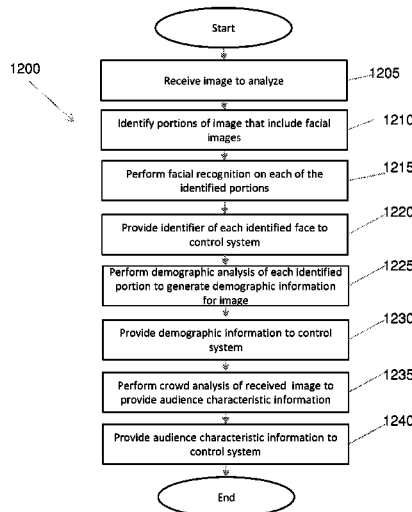 Start
1200
Receive image to analyze
1205
Identify portions of image that include facial
images
1210
Perform facial recognition on each of the
identified portions
1215
Provide identifier of each identified face to
control system
1220
Perform demographic analysis of each identified
portion to generate demographic information
for image
1225
Provide demographic information to control
system
1230
Perform crowd analysis of received image to
provide audience characteristic information
1235
Provide audience characteristic information to
control system
1240
End